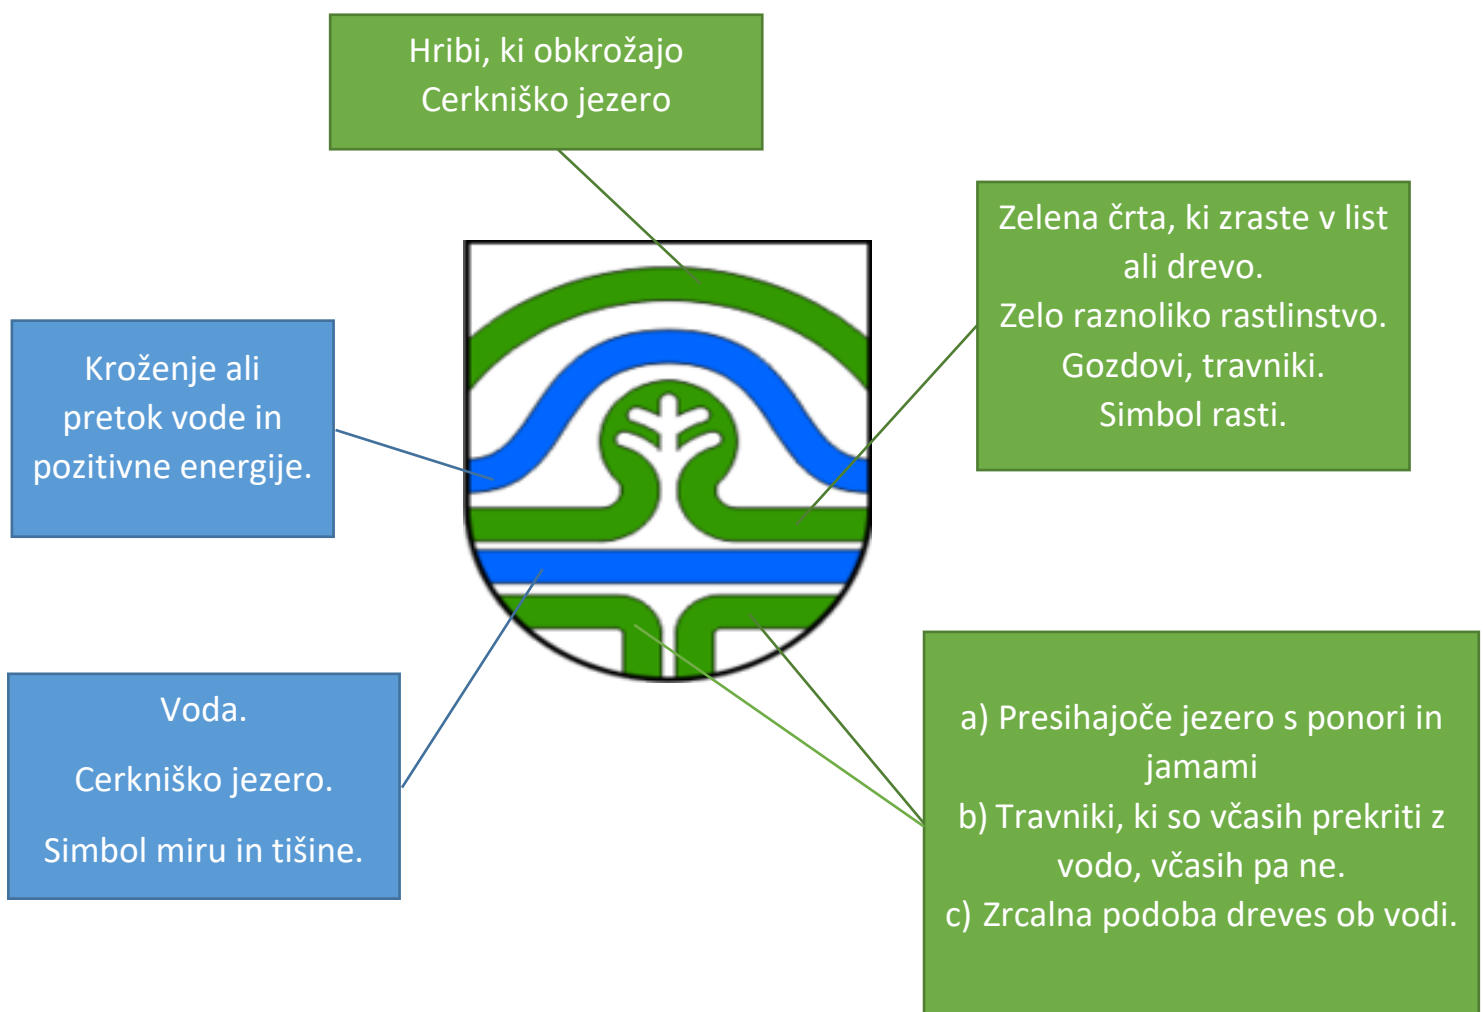 Hribi, ki obkrožajo
Cerkniško jezero
Zelena črta, ki zraste v list
ali drevo.
Zelo raznoliko rastlinstvo.
Gozdovi, travniki.
Simbol rasti.
Kroženje ali
pretok vode in
pozitivne energije.
Voda.
Cerkniško jezero.
Simbol miru in tišine.
a) Presihajoče jezero s ponori in
jamami
b) Travniki, ki so včasih prekriti z
vodo, včasih pa ne.
c) Zrcalna podoba dreves ob vodi.